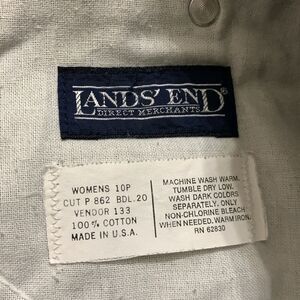 LANDS' END®
DIRECT MERCHANTS
WOMENS 10P
CUT P 862 BDL.20
VENDOR 133
100% COTTON
MADE IN U.S.A.
MACHINE WASH WARM.
TUMBLE DRY LOW.
WASH DARK COLORS
SEPARATELY. ONLY
NON-CHLORINE BLEACH
WHEN NEEDED. WARM IRON.
RN 62830